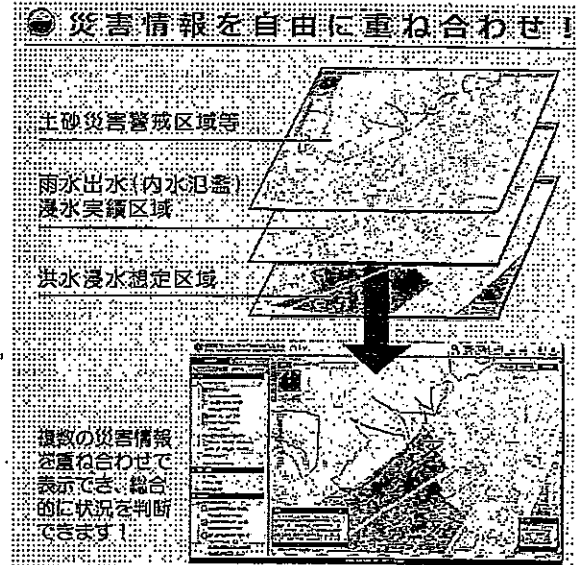 災害情報を自由に重ね合わせ！
土砂災害警戒区域等
雨水出水(内水氾濫)
浸水実績区域
洪水浸水想定区域
複数の災害情報
を重ね合わせて
表示でき、総合
的に状況を判断
できます！